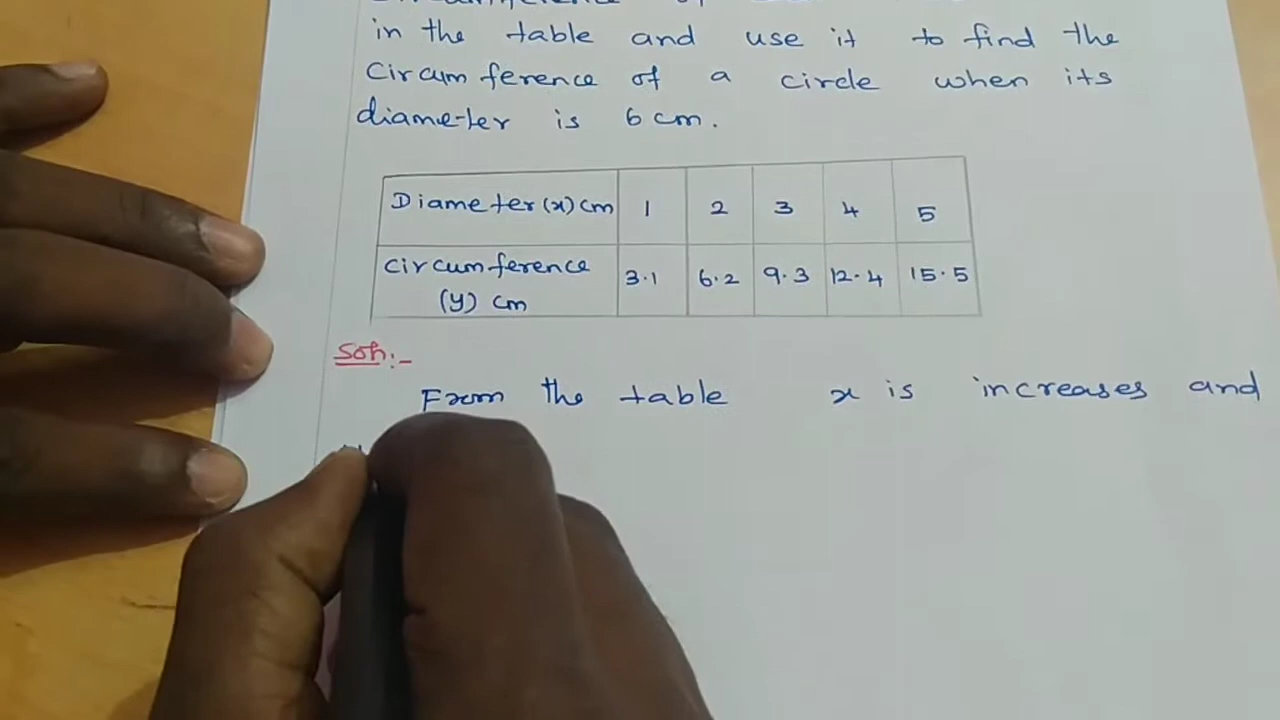 in the table and use it to find the
Circumference of a circle when its
diameter is 6 cm.
Diameter (x) cm 1 2 3 4 5
Circumference (y) cm 3.1 6.2 9.3 12.4 15.5
Soln:-
From the table x is increases and